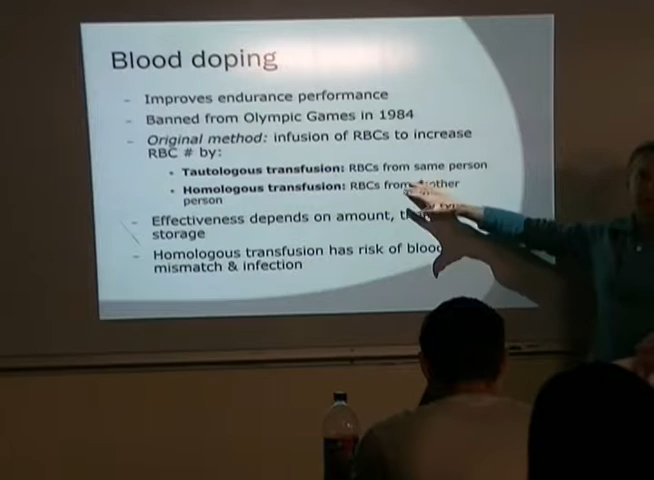 Blood doping
- Improves endurance performance
- Banned from Olympic Games in 1984
- Original method: infusion of RBCs to increase
RBC # by:
• Tautologous transfusion: RBCs from same person
• Homologous transfusion: RBCs from another
person
- Effectiveness depends on amount,
storage
- Homologous transfusion has risk of blood
mismatch & infection